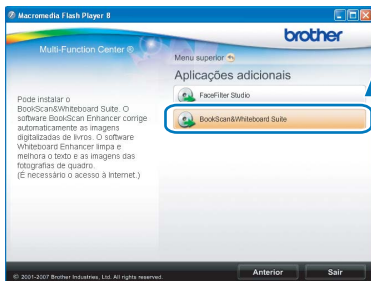 Macromedia Flash Player 8
brother
Multi-Function Center ®
Menu superior
Aplicações adicionais
FaceFilter Studio
BookScan&Whiteboard Suite
Pode instalar o
BookScan&Whiteboard Suite. O
software BookScan Enhancer corrige
automaticamente as imagens
digitalizadas de livros. O software
Whiteboard Enhancer limpa e
melhora o texto e as imagens das
fotografias de quadro.
(É necessário o acesso à Internet.)
© 2001-2007 Brother Industries, Ltd. All rights reserved.
Anterior
Sair